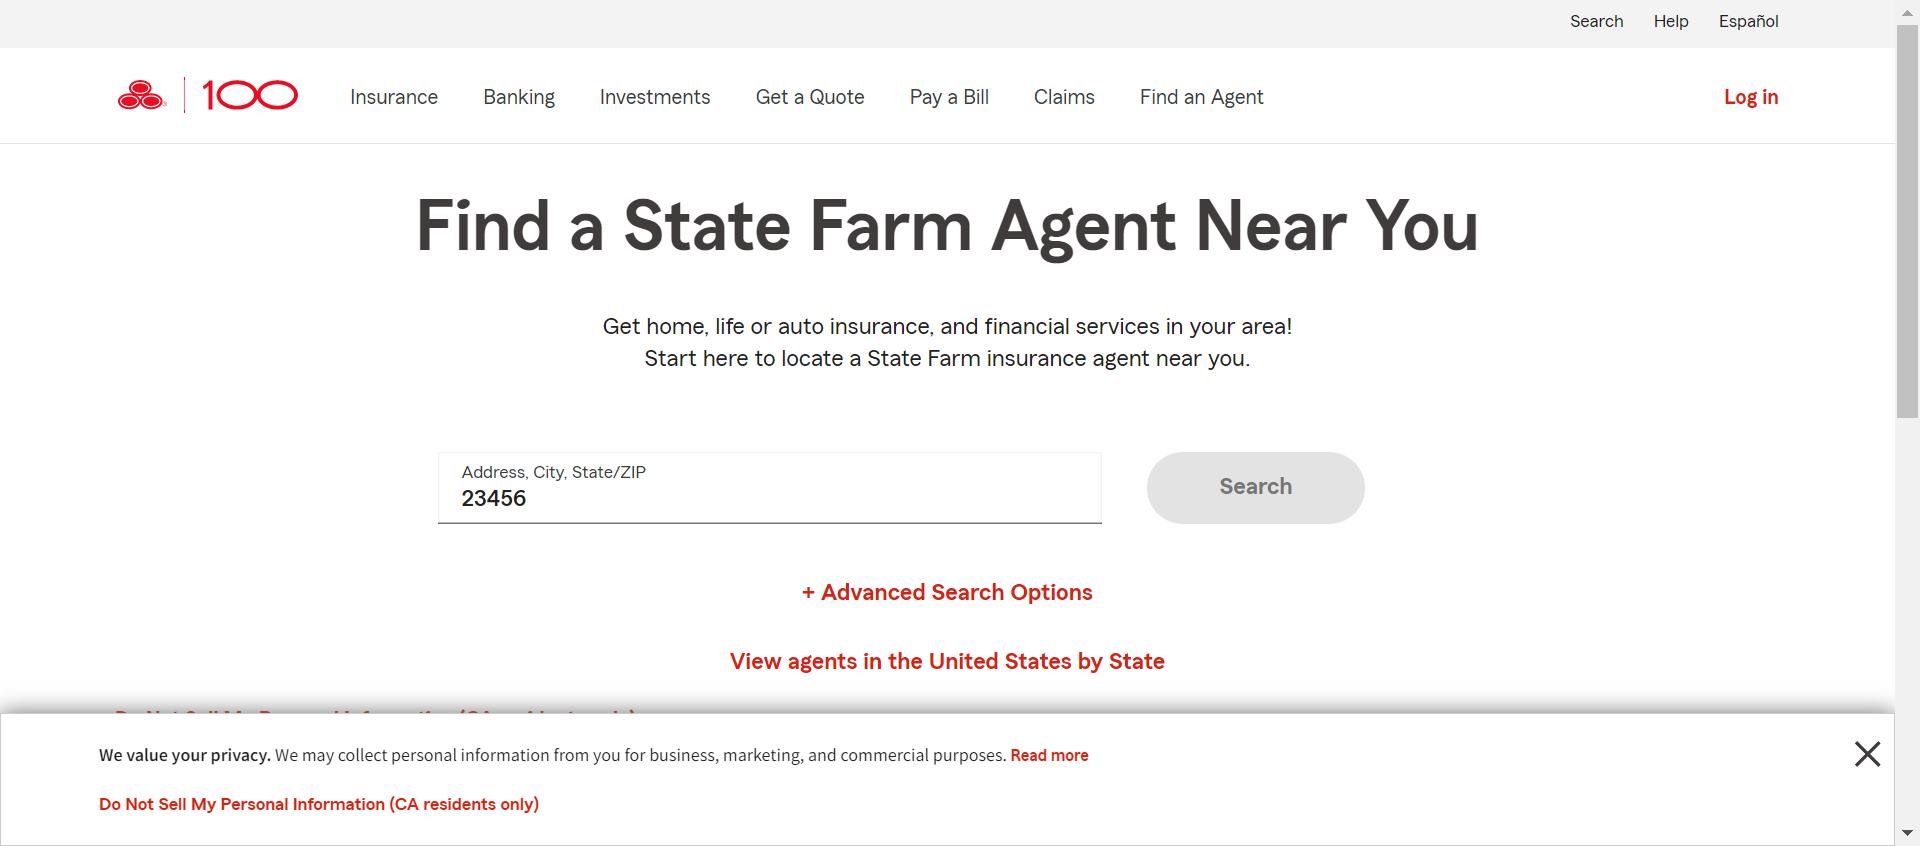 Search Help Español
100 Insurance Banking Investments Get a Quote Pay a Bill Claims Find an Agent Log in
Find a State Farm Agent Near You
Get home, life or auto insurance, and financial services in your area!
Start here to locate a State Farm insurance agent near you.
Address, City, State/ZIP
23456
Search
+ Advanced Search Options
View agents in the United States by State
We value your privacy. We may collect personal information from you for business, marketing, and commercial purposes. Read more
Do Not Sell My Personal Information (CA residents only)